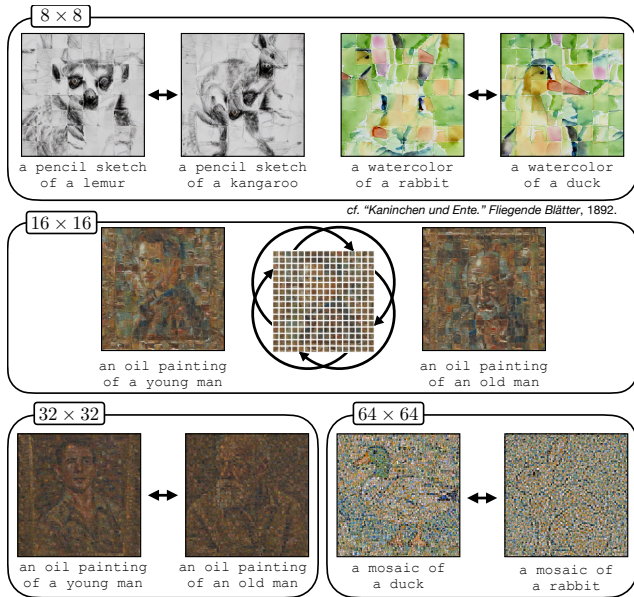 8 × 8
a pencil sketch
of a lemur
a pencil sketch
of a kangaroo
a watercolor
of a rabbit
a watercolor
of a duck
cf. “Kaninchen und Ente.” Fliegende Blätter, 1892.
16 × 16
an oil painting
of a young man
an oil painting
of an old man
32 × 32
an oil painting
of a young man
an oil painting
of an old man
64 × 64
a mosaic of
a duck
a mosaic of
a rabbit